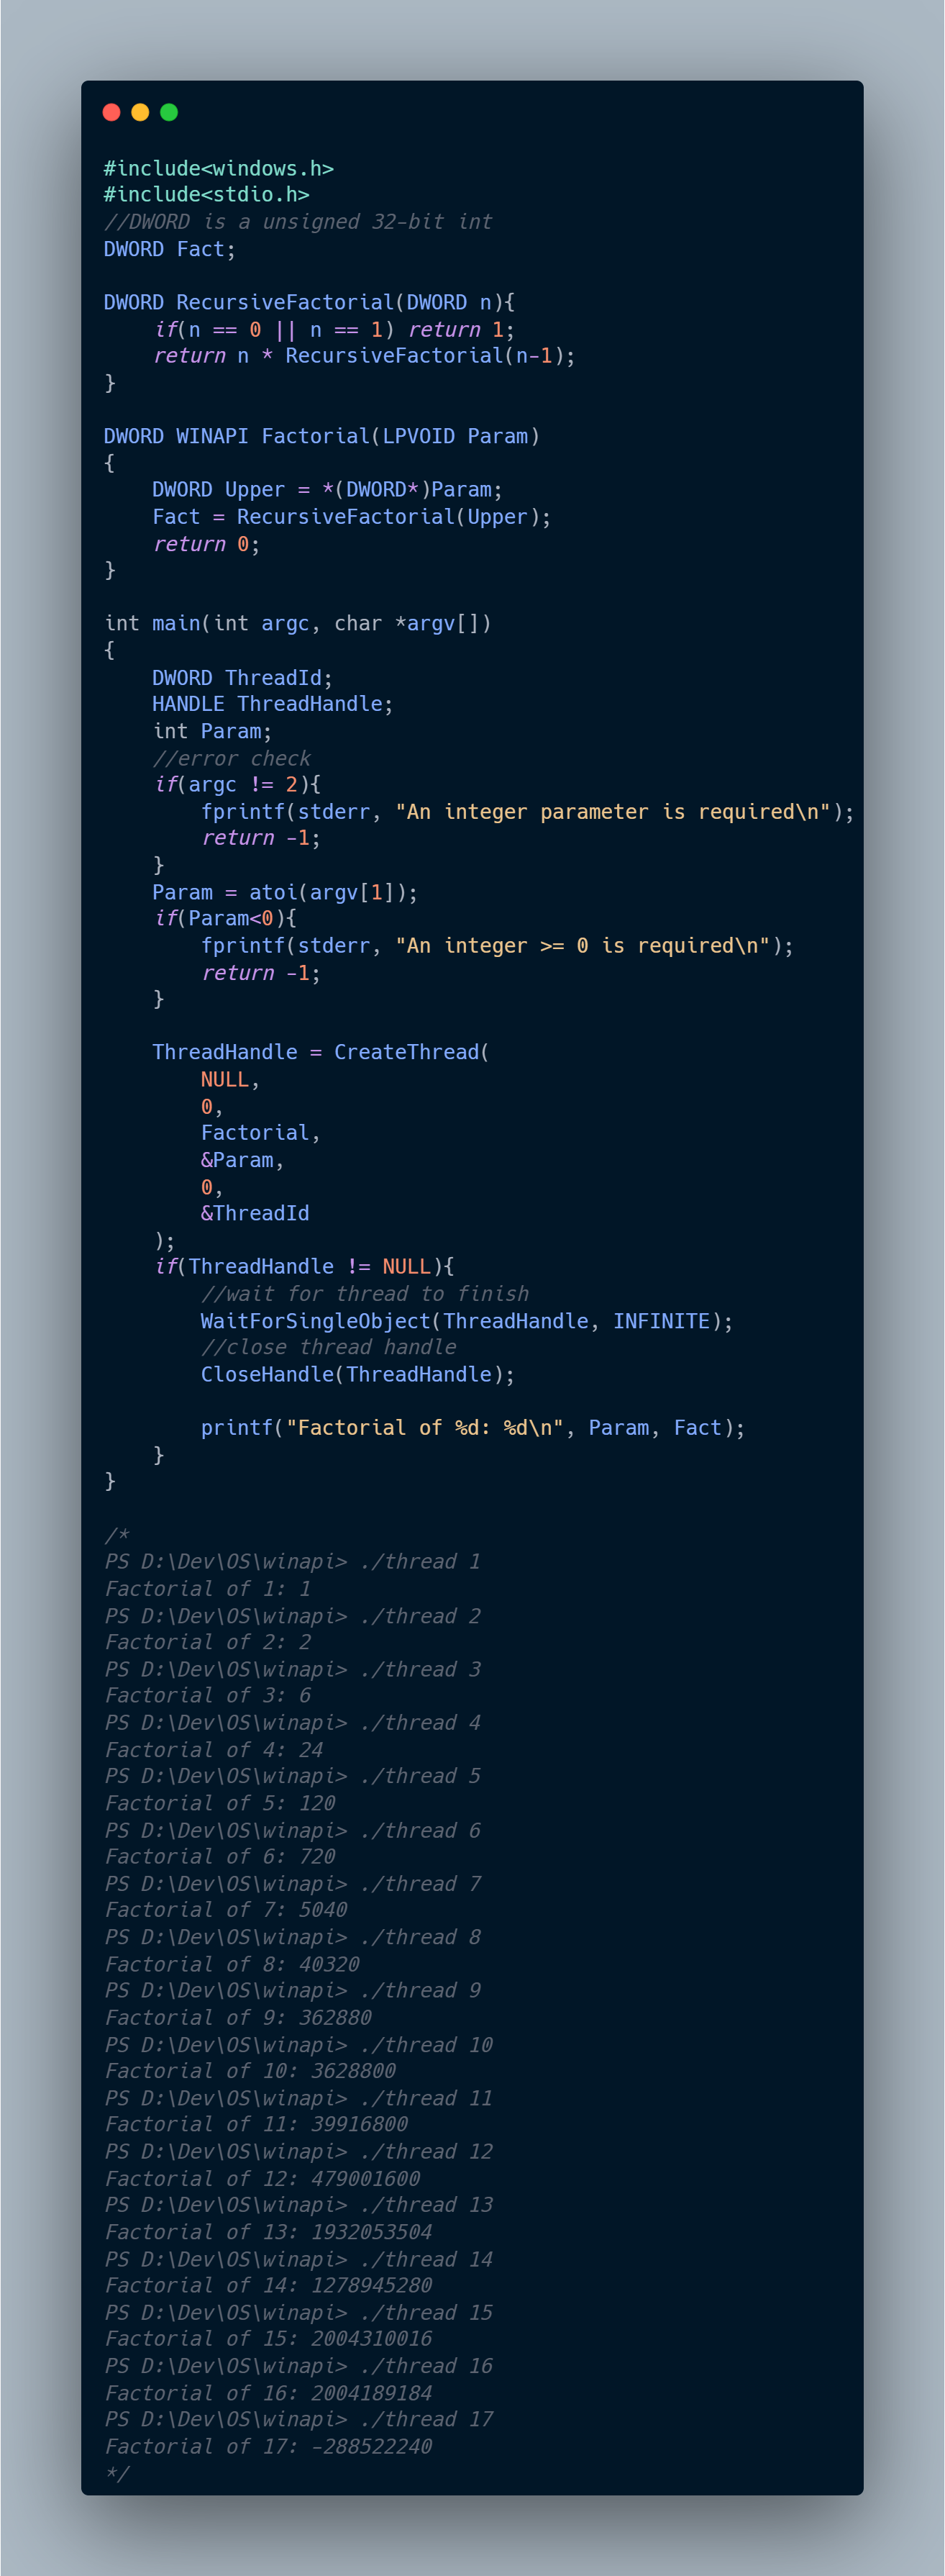 #include<windows.h>
#include<stdio.h>
//DWORD is a unsigned 32-bit int
DWORD Fact;

DWORD RecursiveFactorial(DWORD n){
    if(n == 0 || n == 1) return 1;
    return n * RecursiveFactorial(n-1);
}

DWORD WINAPI Factorial(LPVOID Param)
{
    DWORD Upper = *(DWORD*)Param;
    Fact = RecursiveFactorial(Upper);
    return 0;
}

int main(int argc, char *argv[])
{
    DWORD ThreadId;
    HANDLE ThreadHandle;
    int Param;
    //error check
    if(argc != 2){
        fprintf(stderr, "An integer parameter is required\n");
        return -1;
    }
    Param = atoi(argv[1]);
    if(Param<0){
        fprintf(stderr, "An integer >= 0 is required\n");
        return -1;
    }

    ThreadHandle = CreateThread(
        NULL,
        0,
        Factorial,
        &Param,
        0,
        &ThreadId
    );
    if(ThreadHandle != NULL){
        //wait for thread to finish
        WaitForSingleObject(ThreadHandle, INFINITE);
        //close thread handle
        CloseHandle(ThreadHandle);

        printf("Factorial of %d: %d\n", Param, Fact);
    }
}

/*
PS D:\Dev\OS\winapi> ./thread 1
Factorial of 1: 1
PS D:\Dev\OS\winapi> ./thread 2
Factorial of 2: 2
PS D:\Dev\OS\winapi> ./thread 3
Factorial of 3: 6
PS D:\Dev\OS\winapi> ./thread 4
Factorial of 4: 24
PS D:\Dev\OS\winapi> ./thread 5
Factorial of 5: 120
PS D:\Dev\OS\winapi> ./thread 6
Factorial of 6: 720
PS D:\Dev\OS\winapi> ./thread 7
Factorial of 7: 5040
PS D:\Dev\OS\winapi> ./thread 8
Factorial of 8: 40320
PS D:\Dev\OS\winapi> ./thread 9
Factorial of 9: 362880
PS D:\Dev\OS\winapi> ./thread 10
Factorial of 10: 3628800
PS D:\Dev\OS\winapi> ./thread 11
Factorial of 11: 39916800
PS D:\Dev\OS\winapi> ./thread 12
Factorial of 12: 479001600
PS D:\Dev\OS\winapi> ./thread 13
Factorial of 13: 1932053504
PS D:\Dev\OS\winapi> ./thread 14
Factorial of 14: 1278945280
PS D:\Dev\OS\winapi> ./thread 15
Factorial of 15: 2004310016
PS D:\Dev\OS\winapi> ./thread 16
Factorial of 16: 2004189184
PS D:\Dev\OS\winapi> ./thread 17
Factorial of 17: -288522240
*/